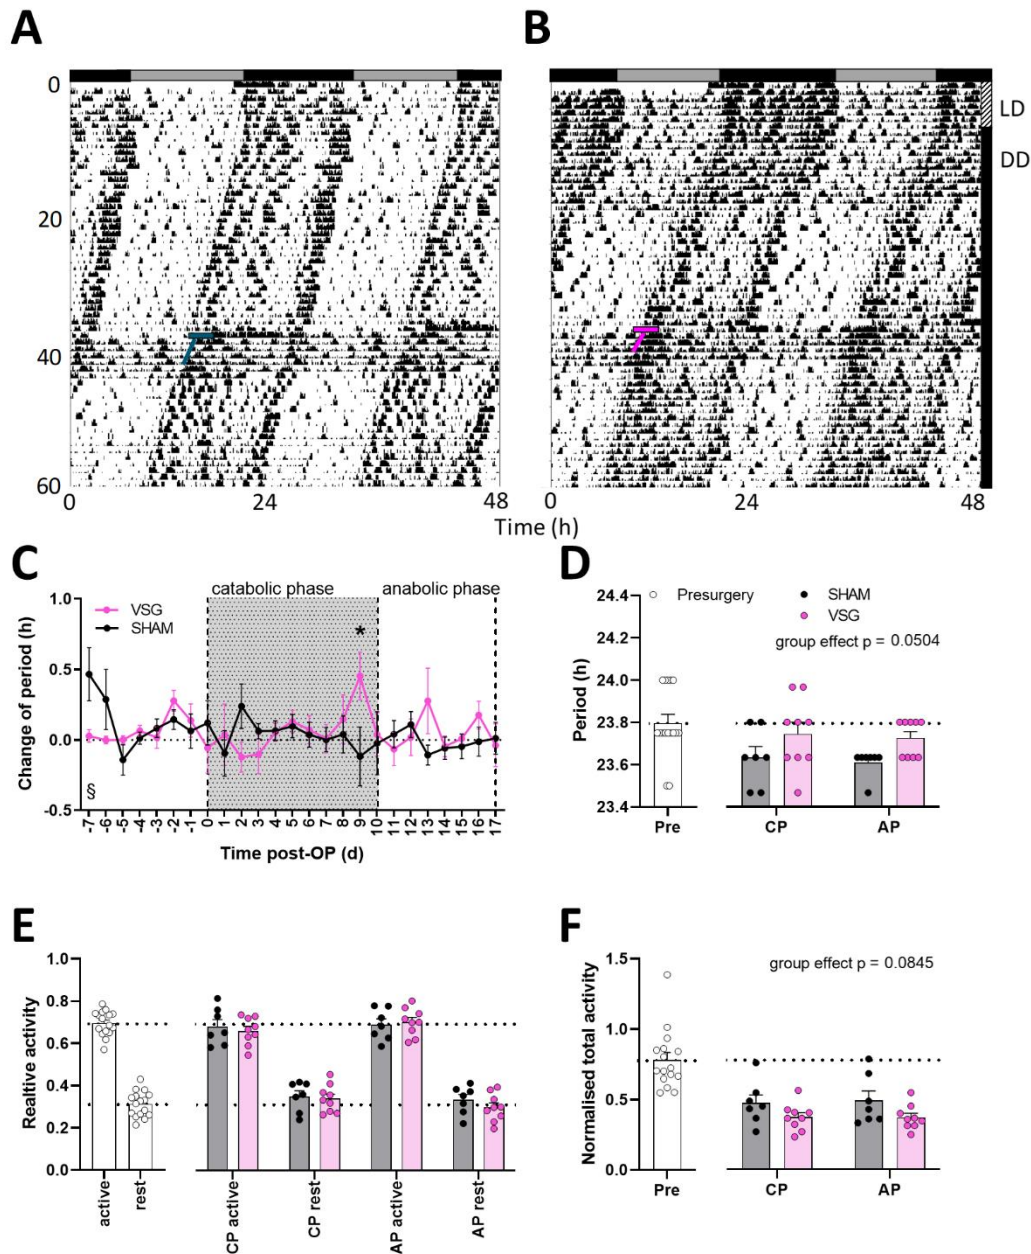 A
B
0
20
40
60
0
24
48
0
24
48
Time (h)
LD
DD
C
D
catabolic phase
anabolic phase
VSG
SHAM
*
§
1.0
0.5
0.0
-0.5
Change of period (h)
-7
-6
-5
-4
-3
-2
-1
0
1
2
3
4
5
6
7
8
9
10
11
12
13
14
15
16
17
Time post-OP (d)
Presurgery
SHAM
VSG
group effect p = 0.0504
24.4
24.2
24.0
23.8
23.6
23.4
Period (h)
Pre
CP
AP
E
F
1.0
0.8
0.6
0.4
0.2
0.0
Realtive activity
active
rest
CP active
CP rest
AP active
AP rest
group effect p = 0.0845
1.5
1.0
0.5
0.0
Normalised total activity
Pre
CP
AP